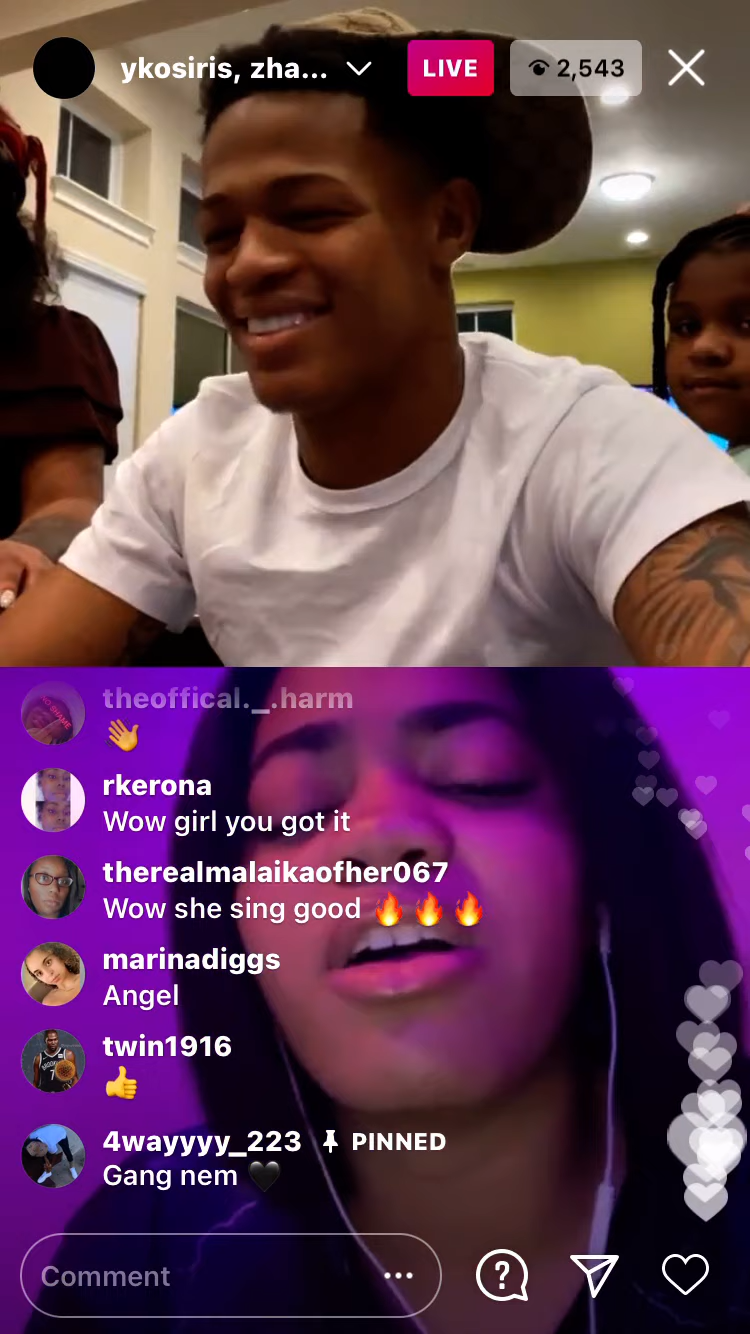 ykosiris, zha...
LIVE
2,543
theoffical._.harm
👋
rkerona
Wow girl you got it
therealmalaikaofher067
Wow she sing good 🔥🔥🔥
marinadiggs
Angel
twin1916
👍
4wayyyy_223 PINNED
Gang nem 🖤
Comment